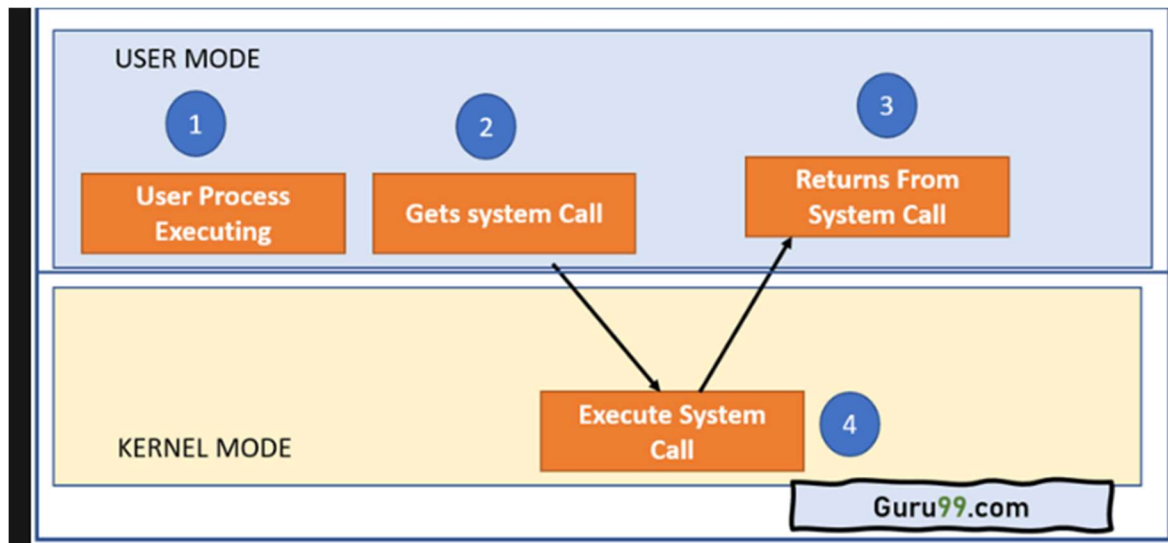 USER MODE
1
2
3
User Process
Executing
Gets system Call
Returns From
System Call
Execute System
Call
4
KERNEL MODE
Guru99.com